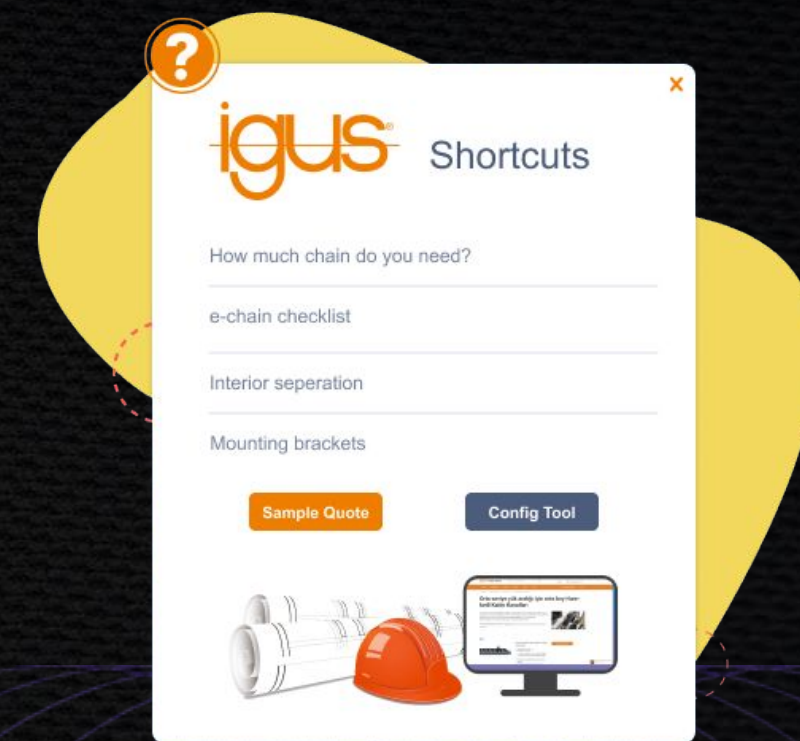 ?
x
igus®
Shortcuts
How much chain do you need?
e-chain checklist
Interior seperation
Mounting brackets
Sample Quote
Config Tool